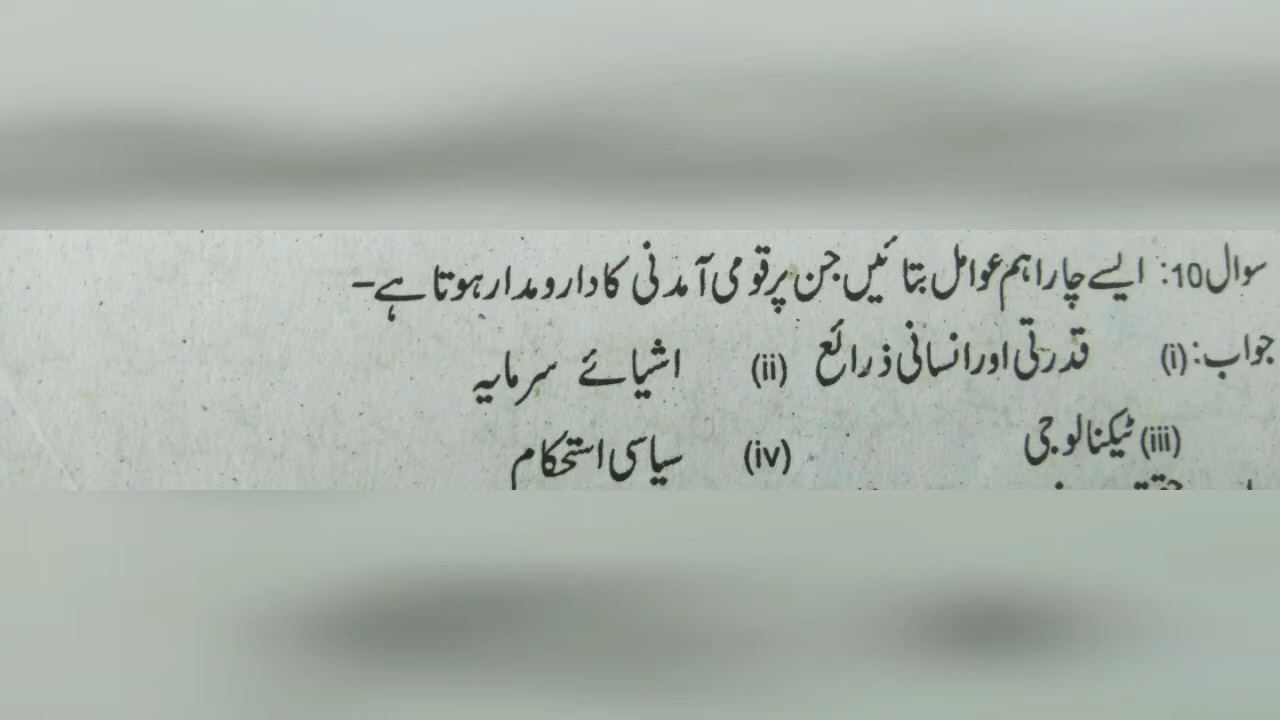 سوال10: ایسے چار اہم عوامل بتائیں جن پر قومی آمدنی کا دارومدار ہوتا ہے-
جواب: (i) قدرتی اور انسانی ذرائع (ii) اشیائے سرمایہ
(iii) ٹیکنالوجی (iv) سیاسی استحکام